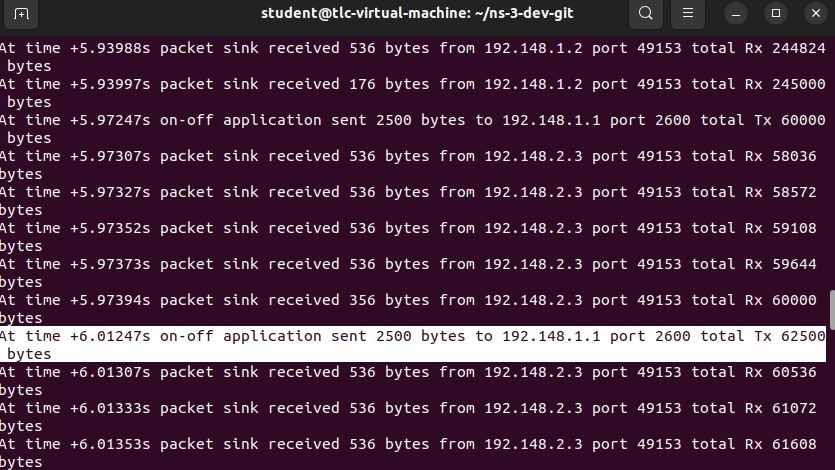 student@tlc-virtual-machine: ~/ns-3-dev-git
At time +5.93988s packet sink received 536 bytes from 192.168.1.2 port 49153 total Rx 244824
 bytes
At time +5.93997s packet sink received 176 bytes from 192.168.1.2 port 49153 total Rx 245000
 bytes
At time +5.97247s on-off application sent 2500 bytes to 192.168.1.1 port 2600 total Tx 60000
 bytes
At time +5.97307s packet sink received 536 bytes from 192.168.2.3 port 49153 total Rx 58036
bytes
At time +5.97327s packet sink received 536 bytes from 192.168.2.3 port 49153 total Rx 58572
bytes
At time +5.97352s packet sink received 536 bytes from 192.168.2.3 port 49153 total Rx 59108
bytes
At time +5.97373s packet sink received 536 bytes from 192.168.2.3 port 49153 total Rx 59644
bytes
At time +5.97394s packet sink received 356 bytes from 192.168.2.3 port 49153 total Rx 60000
bytes
At time +6.01247s on-off application sent 2500 bytes to 192.168.1.1 port 2600 total Tx 62500
 bytes
At time +6.01307s packet sink received 536 bytes from 192.168.2.3 port 49153 total Rx 60536
bytes
At time +6.01333s packet sink received 536 bytes from 192.168.2.3 port 49153 total Rx 61072
bytes
At time +6.01353s packet sink received 536 bytes from 192.168.2.3 port 49153 total Rx 61608
bytes